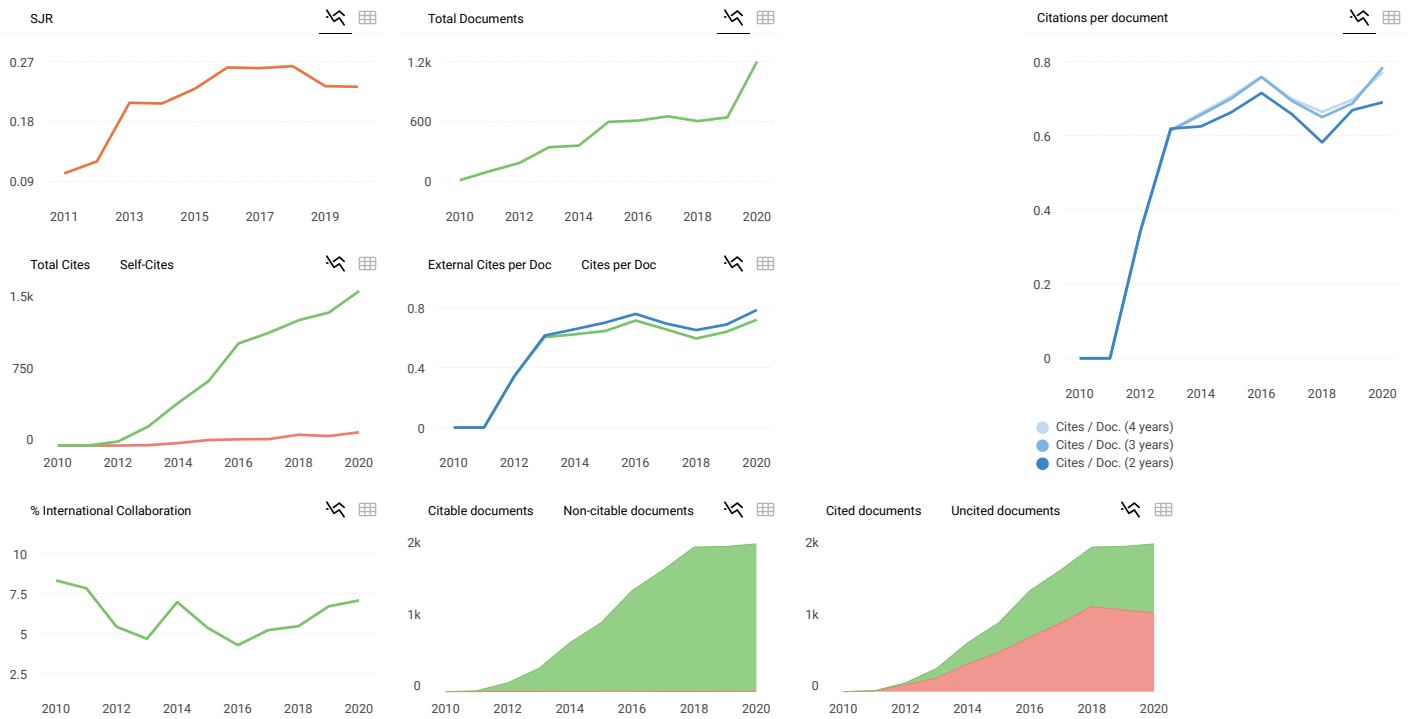 SJR
0.27
0.18
0.09
2011 2013 2015 2017 2019
Total Documents
1.2k
600
0
2010 2012 2014 2016 2018 2020
Citations per document
0.8
0.6
0.4
0.2
0
2010 2012 2014 2016 2018 2020
Cites / Doc. (4 years)
Cites / Doc. (3 years)
Cites / Doc. (2 years)
Total Cites Self-Cites
1.5k
750
0
2010 2012 2014 2016 2018 2020
External Cites per Doc Cites per Doc
0.8
0.4
0
2010 2012 2014 2016 2018 2020
% International Collaboration
10
7.5
5
2.5
2010 2012 2014 2016 2018 2020
Citable documents Non-citable documents
2k
1k
0
2010 2012 2014 2016 2018 2020
Cited documents Uncited documents
2k
1k
0
2010 2012 2014 2016 2018 2020